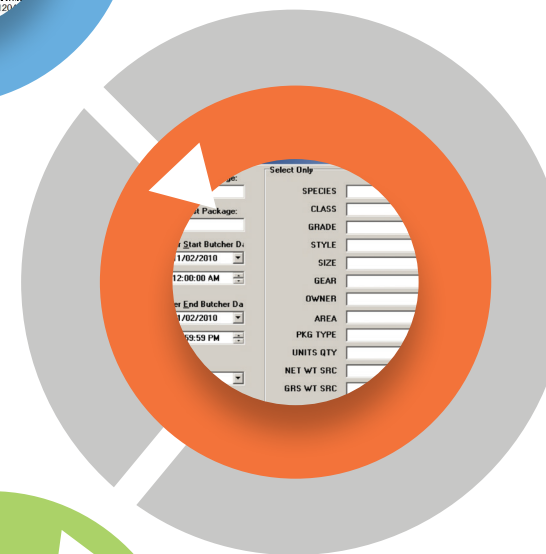 Select Only
SPECIES
t Package:
CLASS
GRADE
Start Butcher Da
STYLE
1/02/2010
SIZE
12:00:00 AM
GEAR
OWNER
er End Butcher Da
1/02/2010
AREA
PKG TYPE
59:59 PM
UNITS QTY
NET WT SRC
GRS WT SRC